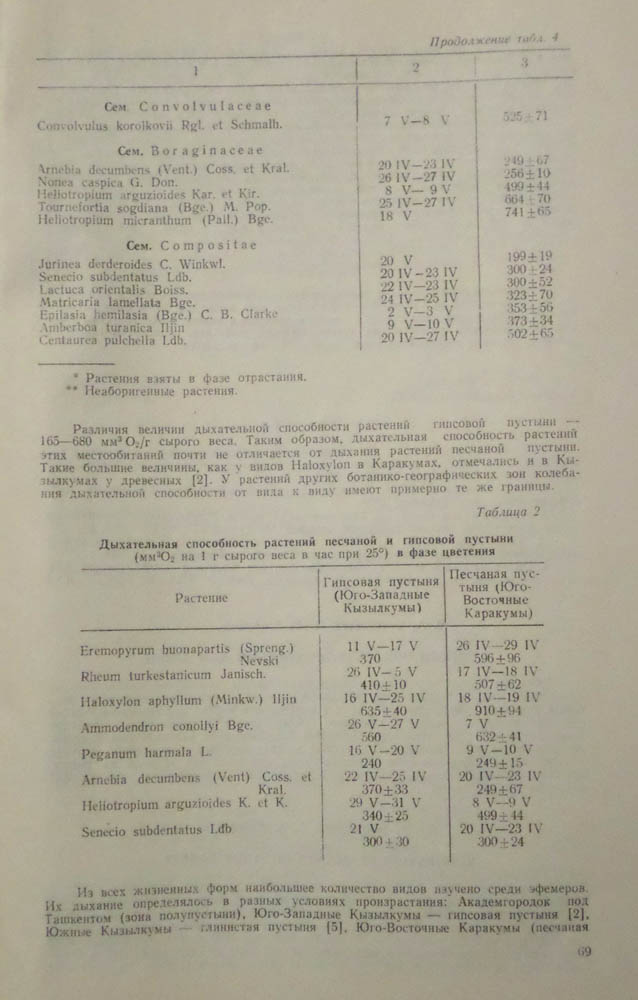 Продолжение табл. 4
1 2 3
Сем. Convolvulaceae
Convolvulus korolkovii Rgl. et Schmalh. 7 V—8 V 525±71
Сем. Boraginaceae
Arnebia decumbens (Vent.) Coss. et Kral. 20 IV—23 IV 249±67
Nonea caspica G. Don. 26 IV—27 IV 256±10
Heliotropium arguzioides Kar. et Kir. 8 V—9 V 499±44
Tournefortia sogdiana (Bge.) M. Pop. 25 IV—27 IV 664±70
Heliotropium micranthum (Pall.) Bge. 18 V 741±65
Сем. Compositae
Jurinea derderoides C. Winkwl. 20 V 199±19
Senecio subdentatus Ldb. 20 IV—23 IV 300±24
Lactuca orientalis Boiss. 22 IV—23 IV 300±52
Matricaria lamellata Bge. 24 IV—25 IV 323±70
Epilasia hemilasia (Bge.) C. B. Clarke 2 V—3 V 353±56
Amberboa turanica Iljin 9 V—10 V 373±34
Centaurea pulchella Ldb. 20 IV—27 IV 502±65
* Растения взяты в фазе отрастания.
** Неаборигенные растения.
Различия величин дыхательной способности растений гипсовой пустыни —
165—680 мм³ O₂/г сырого веса. Таким образом, дыхательная способность растений
этих местообитаний почти не отличается от дыхания растений песчаной пустыни.
Такие большие величины, как у видов Haloxylon в Каракумах, отмечались и в Кы-
зылкумах у древесных [2]. У растений других ботанико-географических зон колеба-
ния дыхательной способности от вида к виду имеют примерно те же границы.
Таблица 2
Дыхательная способность растений песчаной и гипсовой пустыни
(мм³O₂ на 1 г сырого веса в час при 25°) в фазе цветения
Растение
Гипсовая пустыня
(Юго-Западные
Кызылкумы)
Песчаная пус-
тыня (Юго-
Восточные
Каракумы)
Eremopyrum buonapartis (Spreng.) 11 V—17 V 26 IV—29 IV
Nevski 370 596±96
Rheum turkestanicum Janisch. 26 IV—5 V 17 IV—18 IV
410±10 507±62
Haloxylon aphyllum (Minkw.) Iljin 16 IV—25 IV 18 IV—19 IV
635±40 910±94
Ammodendron conollyi Bge. 26 V—27 V 7 V
560 632±41
Peganum harmala L. 16 V—20 V 9 V—10 V
240 249±15
Arnebia decumbens (Vent) Coss. et 22 IV—25 IV 20 IV—23 IV
Kral. 370±33 249±67
Heliotropium arguzioides K. et K. 29 V—31 V 8 V—9 V
340±25 499±44
Senecio subdentatus Ldb 21 V 20 IV—23 IV
300±30 300±24
Из всех жизненных форм наибольшее количество видов изучено среди эфемеров.
Их дыхание определялось в разных условиях произрастания: Академгородок под
Ташкентом (зона полупустыни), Юго-Западные Кызылкумы — гипсовая пустыня [2],
Южные Кызылкумы — глинистая пустыня [5], Юго-Восточные Каракумы (песчаная
69